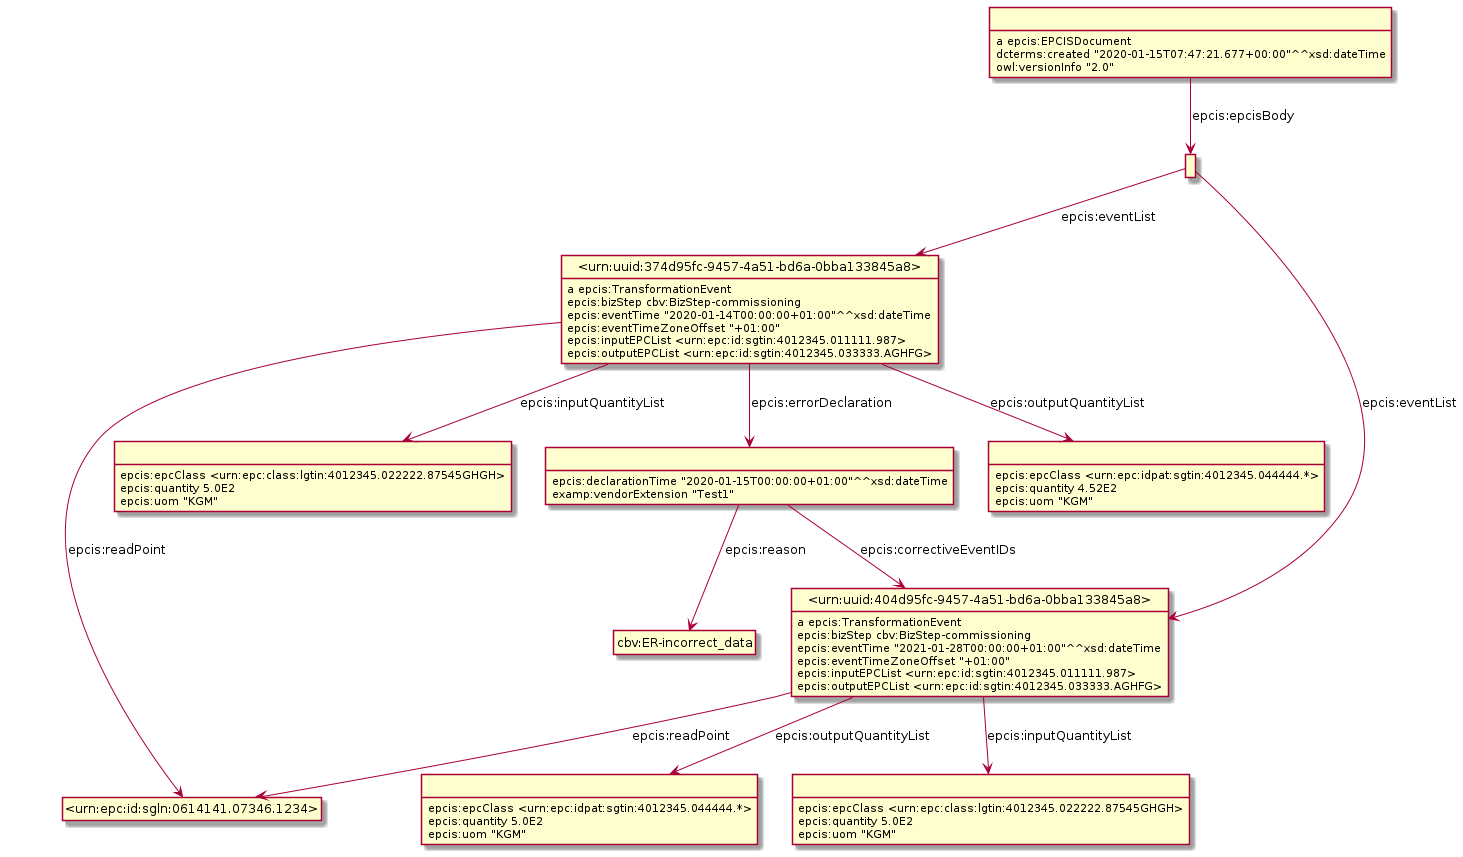 a epcis:EPCISDocument
dcterms:created "2020-01-15T07:47:21.677+00:00"^^xsd:dateTime
owl:versionInfo "2.0"
epcis:epcisBody
epcis:eventList
<urn:uuid:374d95fc-9457-4a51-bd6a-0bba133845a8>
a epcis:TransformationEvent
epcis:bizStep cbv:BizStep-commissioning
epcis:eventTime "2020-01-14T00:00:00+01:00"^^xsd:dateTime
epcis:eventTimeZoneOffset "+01:00"
epcis:inputEPCList <urn:epc:id:sgtin:4012345.011111.987>
epcis:outputEPCList <urn:epc:id:sgtin:4012345.033333.AGHFG>
epcis:inputQuantityList
epcis:errorDeclaration
epcis:outputQuantityList
epcis:eventList
epcis:epcClass <urn:epc:class:lgtin:4012345.022222.87545GHGH>
epcis:quantity 5.0E2
epcis:uom "KGM"
epcis:declarationTime "2020-01-15T00:00:00+01:00"^^xsd:dateTime
examp:vendorExtension "Test1"
epcis:epcClass <urn:epc:idpat:sgtin:4012345.044444.*>
epcis:quantity 4.52E2
epcis:uom "KGM"
epcis:readPoint
epcis:reason
epcis:correctiveEventIDs
cbv:ER-incorrect_data
<urn:uuid:404d95fc-9457-4a51-bd6a-0bba133845a8>
a epcis:TransformationEvent
epcis:bizStep cbv:BizStep-commissioning
epcis:eventTime "2021-01-28T00:00:00+01:00"^^xsd:dateTime
epcis:eventTimeZoneOffset "+01:00"
epcis:inputEPCList <urn:epc:id:sgtin:4012345.011111.987>
epcis:outputEPCList <urn:epc:id:sgtin:4012345.033333.AGHFG>
epcis:readPoint
epcis:outputQuantityList
epcis:inputQuantityList
<urn:epc:id:sgln:0614141.07346.1234>
epcis:epcClass <urn:epc:idpat:sgtin:4012345.044444.*>
epcis:quantity 5.0E2
epcis:uom "KGM"
epcis:epcClass <urn:epc:class:lgtin:4012345.022222.87545GHGH>
epcis:quantity 5.0E2
epcis:uom "KGM"